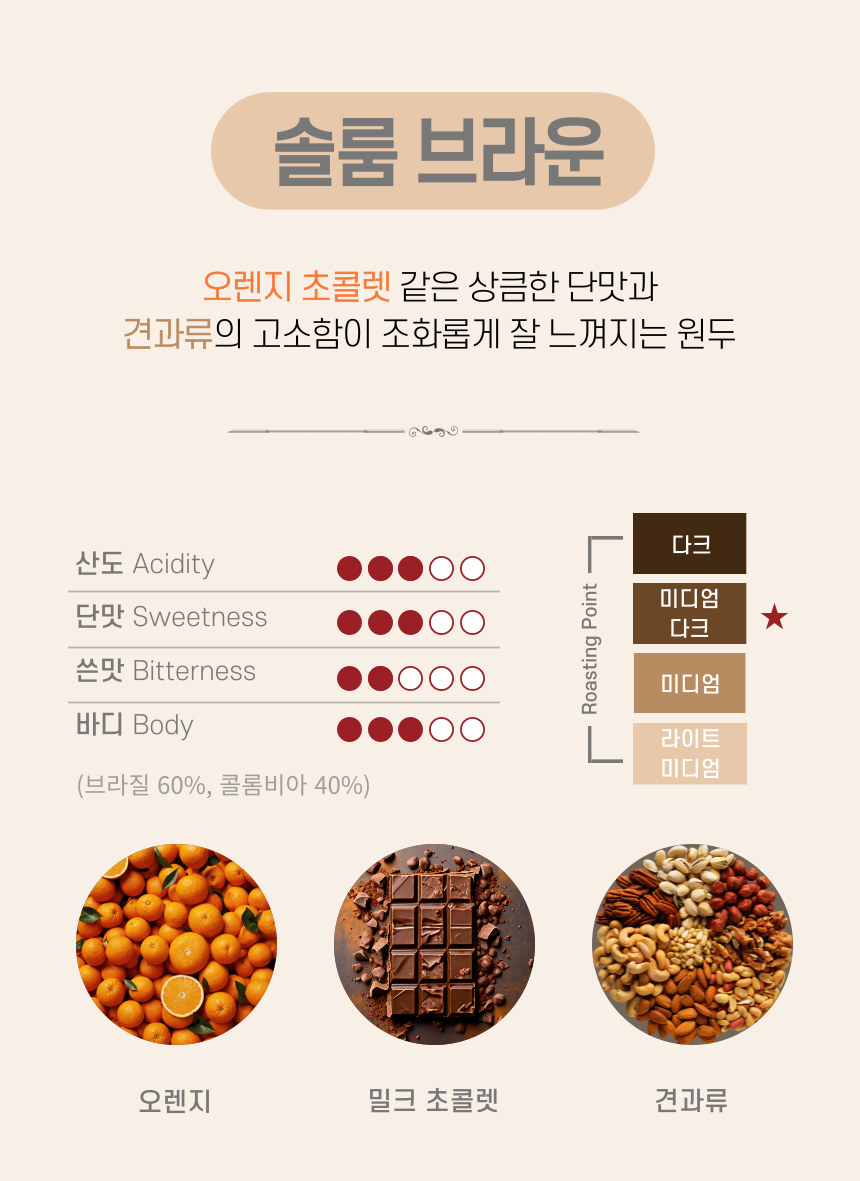 솔룸 브라운
오렌지 초콜렛 같은 상큼한 단맛과
견과류의 고소함이 조화롭게 잘 느껴지는 원두
산도 Acidity
단맛 Sweetness
쓴맛 Bitterness
바디 Body
(브라질 60%, 콜롬비아 40%)
Roasting Point
다크
미디엄
다크
미디엄
라이트
미디엄
오렌지
밀크 초콜렛
견과류